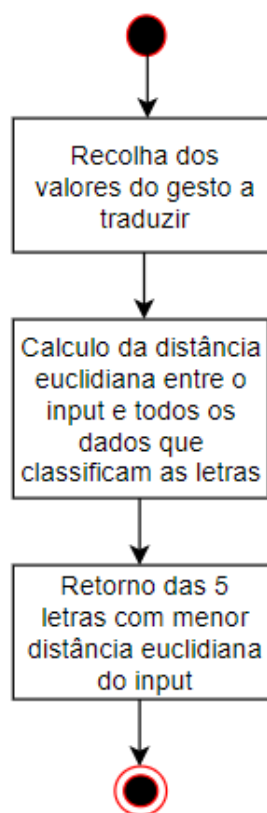 Recolha dos
valores do gesto a
traduzir
Calculo da distância
euclidiana entre o
input e todos os
dados que
classificam as letras
Retorno das 5
letras com menor
distância euclidiana
do input